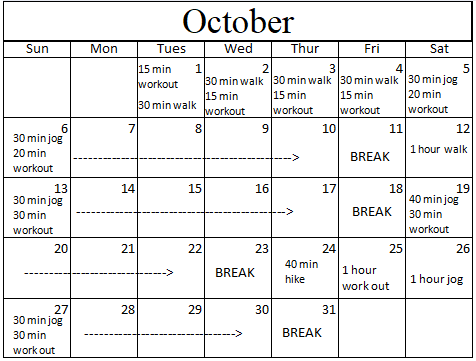 October
Sun Mon Tues Wed Thur Fri Sat
1 2 3 4 5
15 min
workout
30 min walk
30 min walk
15 min
workout
30 min walk
15 min
workout
30 min walk
15 min
workout
30 min jog
20 min
workout
6 7 8 9 10 11 12
30 min jog
20 min
workout
---------------------------------------------->
BREAK
1 hour walk
13 14 15 16 17 18 19
30 min jog
30 min
workout
---------------------------------------------->
BREAK
40 min jog
30 min
workout
20 21 22 23 24 25 26
------------------------------>
BREAK
40 min
hike
1 hour
work out
1 hour jog
27 28 29 30 31
30 min jog
30 min
work out
-------------------------------->
BREAK